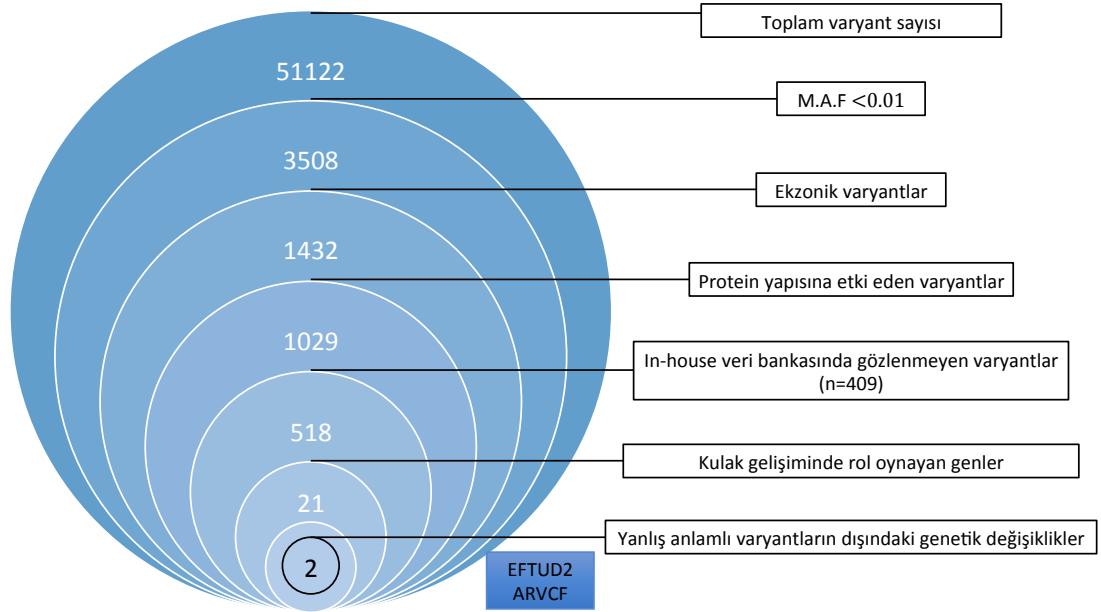 Toplam varyant sayısı
51122
M.A.F <0.01
3508
Ekzonik varyantlar
1432
Protein yapısına etki eden varyantlar
1029
In-house veri bankasında gözlenmeyen varyantlar
(n=409)
518
Kulak gelişiminde rol oynayan genler
21
Yanlış anlamlı varyantların dışındaki genetik değişiklikler
2
EFTUD2
ARVCF